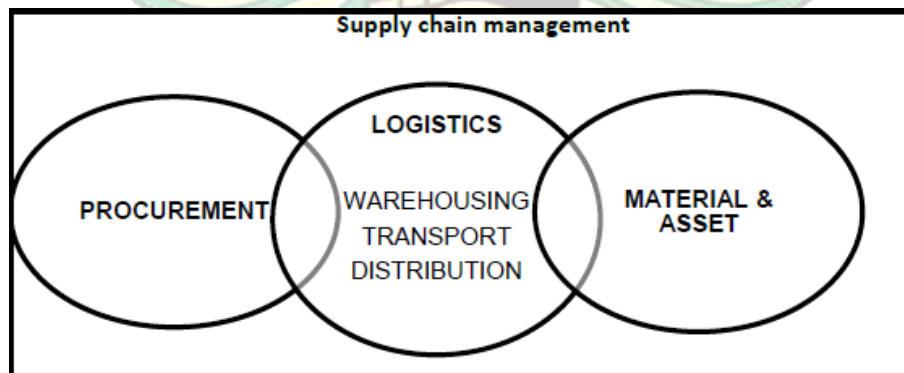 Supply chain management
PROCUREMENT
LOGISTICS
WAREHOUSING
TRANSPORT
DISTRIBUTION
MATERIAL &
ASSET